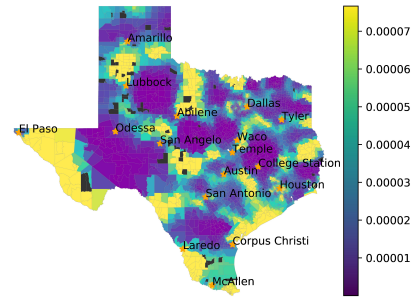 Amarillo
0.00007
Lubbock
0.00006
Abilene
Dallas
Tyler
El Paso
Odessa
San Angelo
Waco
Temple
0.00005
College Station
Austin
0.00004
San Antonio
Houston
0.00003
Laredo
Corpus Christi
0.00002
McAllen
0.00001